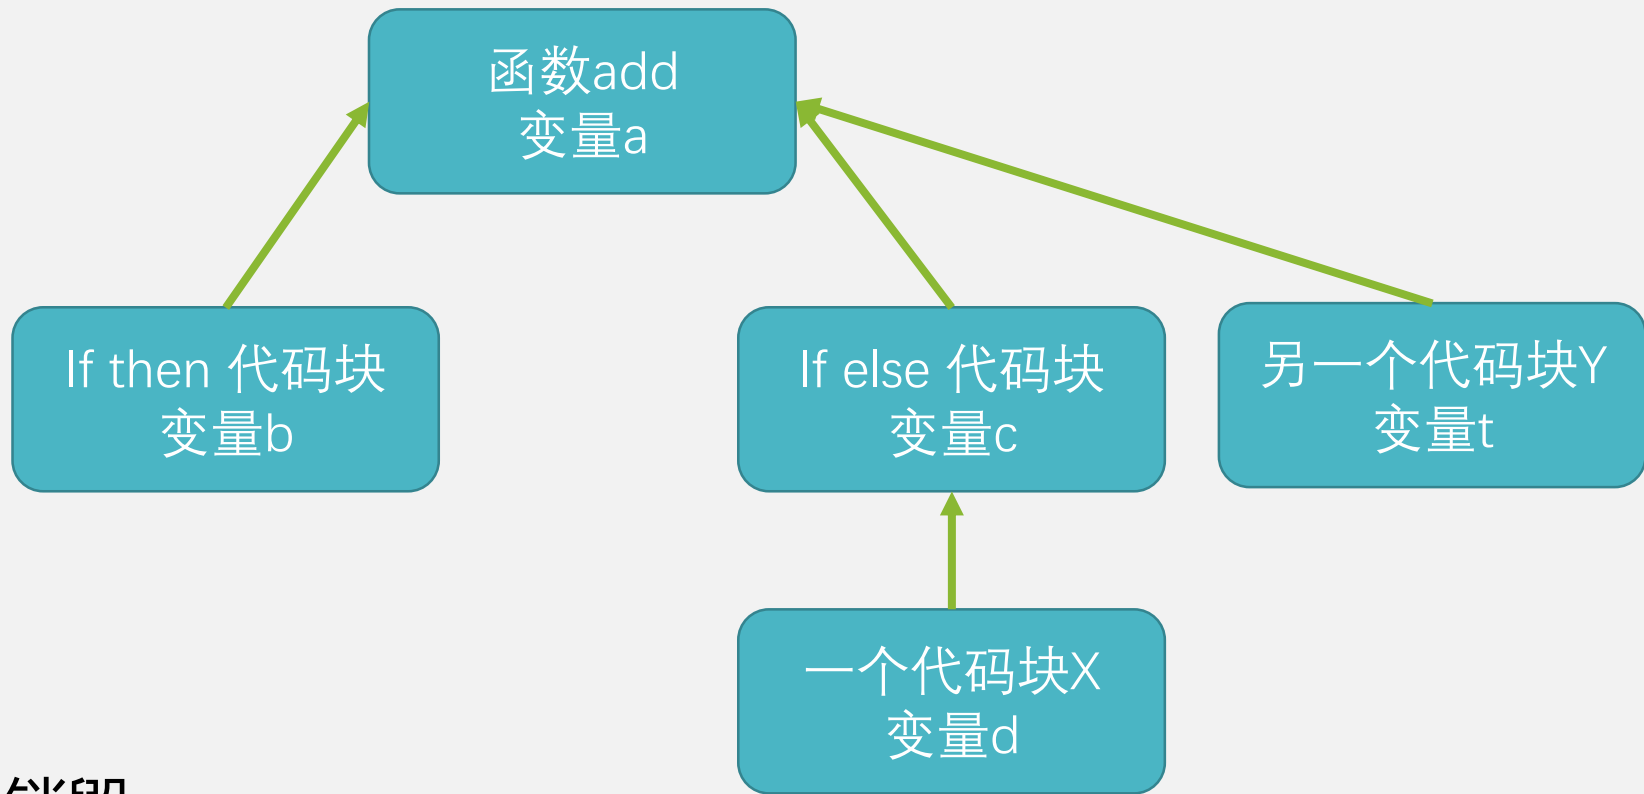 函数add
变量a
If then 代码块
变量b
If else 代码块
变量c
另一个代码块Y
变量t
一个代码块X
变量d
销毁